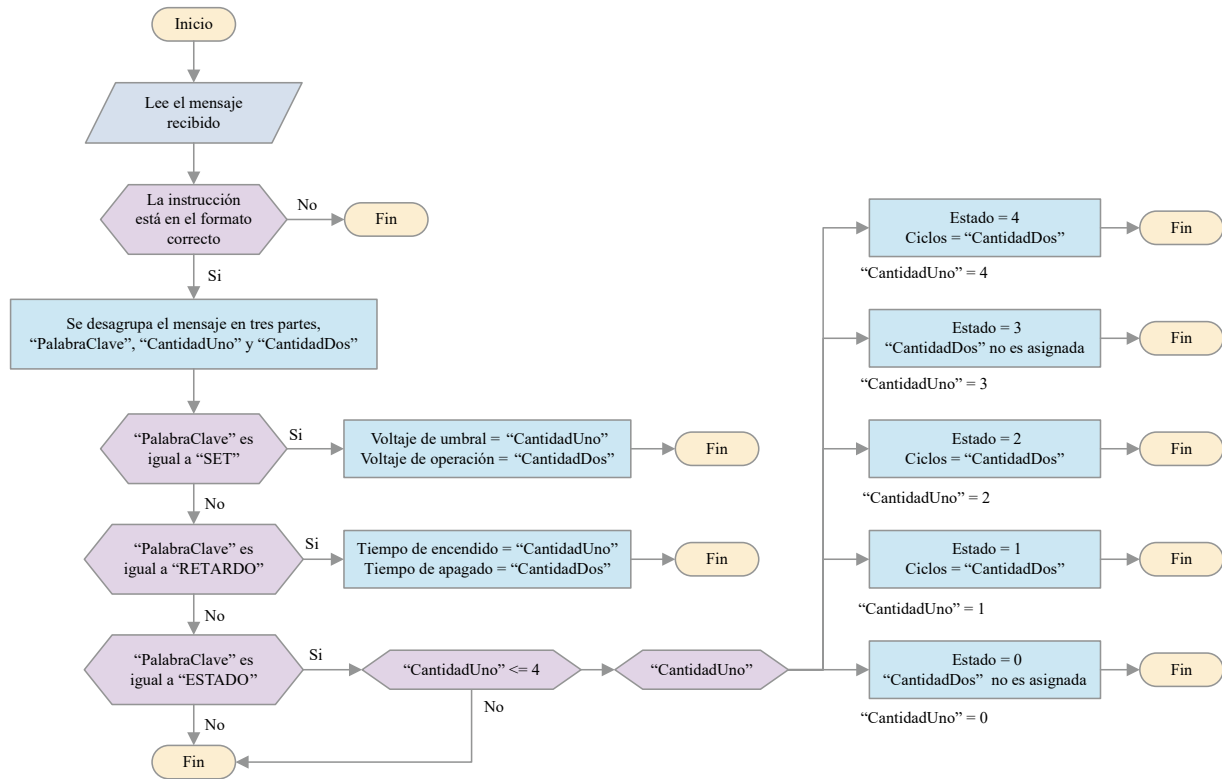 Inicio
Lee el mensaje
recibido
La instrucción
está en el formato
correcto
No
Fin
Si
Se desagrupa el mensaje en tres partes,
“PalabraClave”, “CantidadUno” y “CantidadDos”
“PalabraClave” es
igual a “SET”
Si
Voltaje de umbral = “CantidadUno”
Voltaje de operación = “CantidadDos”
Fin
No
“PalabraClave” es
igual a “RETARDO”
Si
Tiempo de encendido = “CantidadUno”
Tiempo de apagado = “CantidadDos”
Fin
No
“PalabraClave” es
igual a “ESTADO”
Si
“CantidadUno” <= 4
“CantidadUno”
No
No
Fin
Estado = 4
Ciclos = “CantidadDos”
Fin
“CantidadUno” = 4
Estado = 3
“CantidadDos” no es asignada
Fin
“CantidadUno” = 3
Estado = 2
Ciclos = “CantidadDos”
Fin
“CantidadUno” = 2
Estado = 1
Ciclos = “CantidadDos”
Fin
“CantidadUno” = 1
Estado = 0
“CantidadDos” no es asignada
Fin
“CantidadUno” = 0